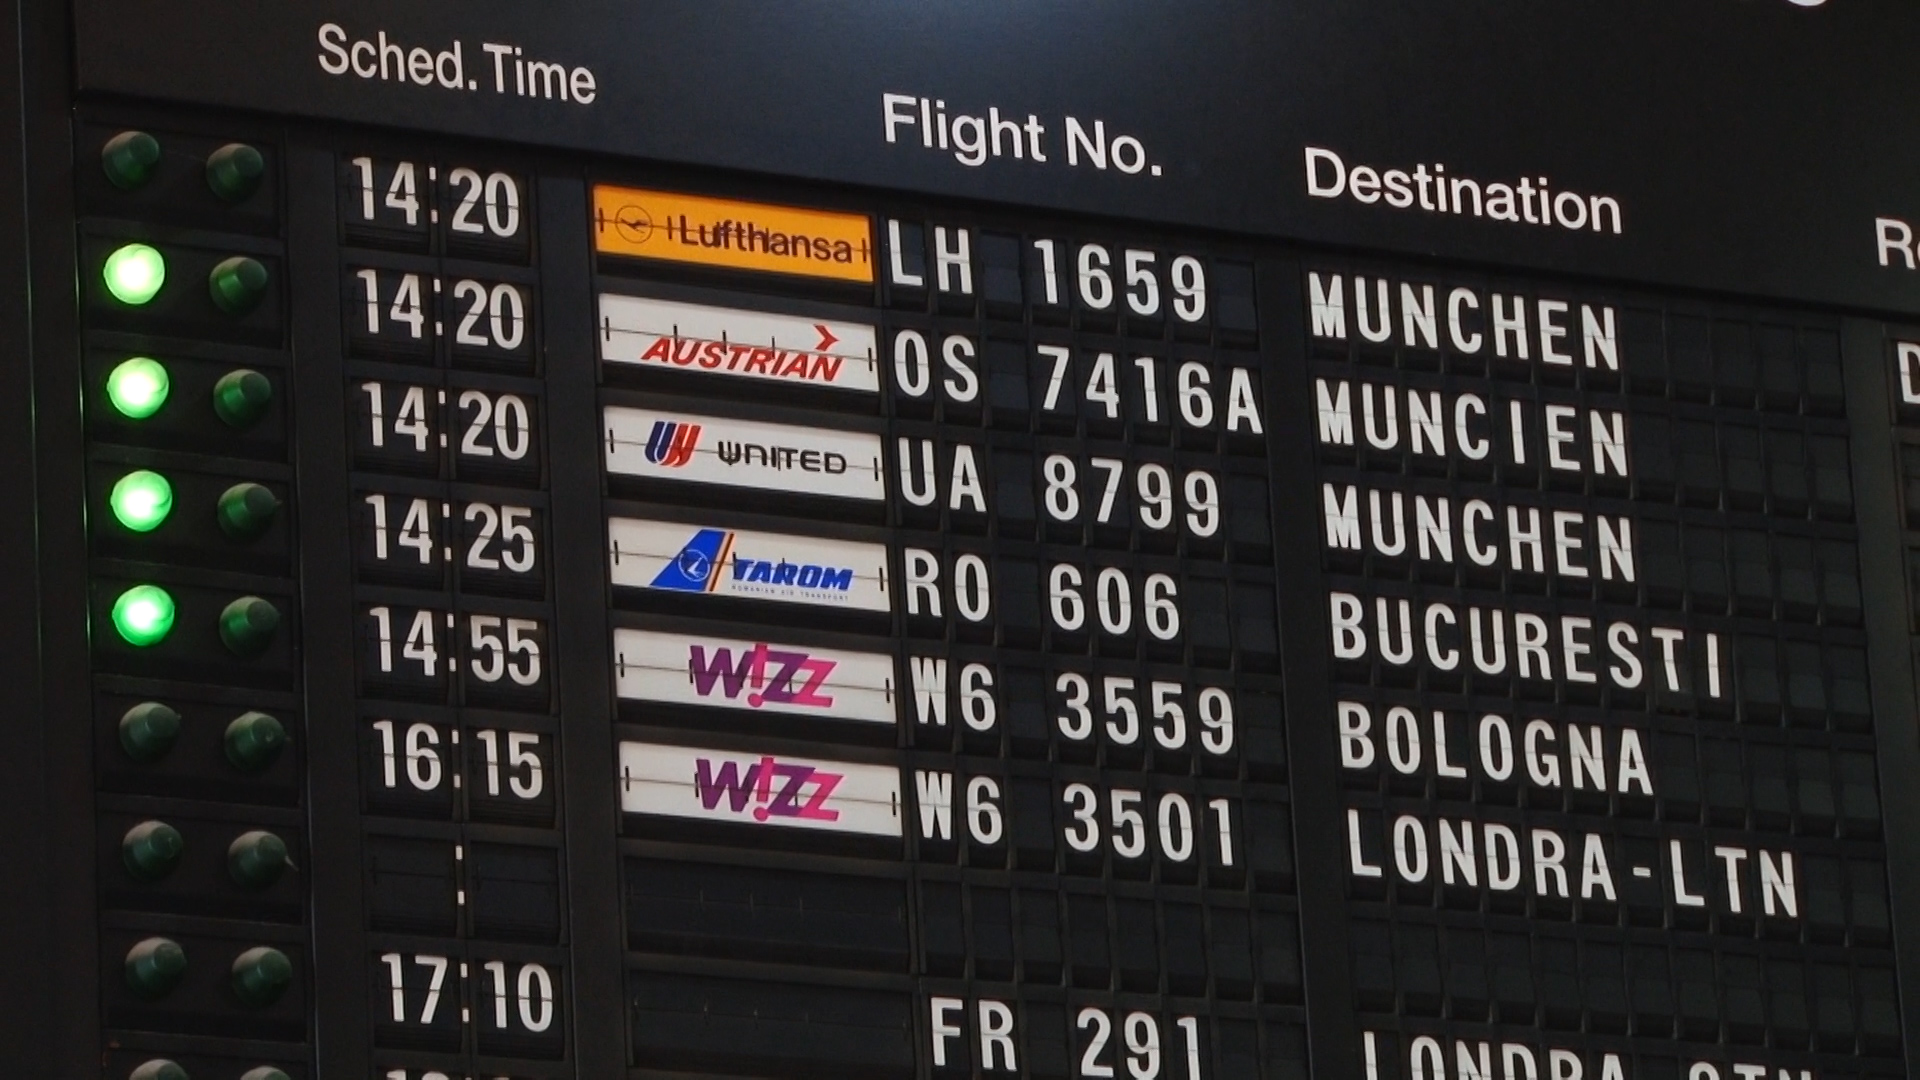 Sched.Time Flight No. Destination
14:20 Lufthansa LH 1659 MUNCHEN
14:20 AUSTRIAN OS 7416A MUNCIEN
14:20 UNITED UA 8799 MUNCHEN
14:25 TAROM ROMANIAN AIR TRANSPORT RO 606 BUCURESTI
14:55 WIZZ W6 3559 BOLOGNA
16:15 WIZZ W6 3501 LONDRA-LTN
:
17:10 FR 291 LONDRA-STN